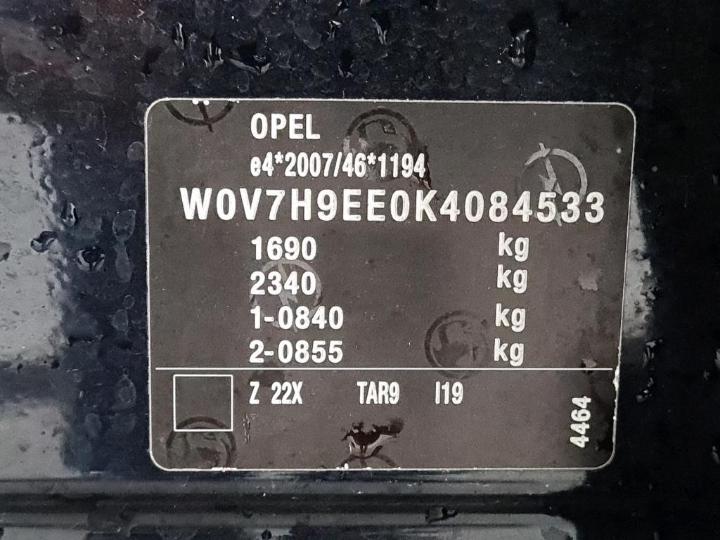 OPEL
e4*2007/46*1194
W0V7H9EE0K4084533
1690 kg
2340 kg
1-0840 kg
2-0855 kg
Z 22X TAR9 I19
4464